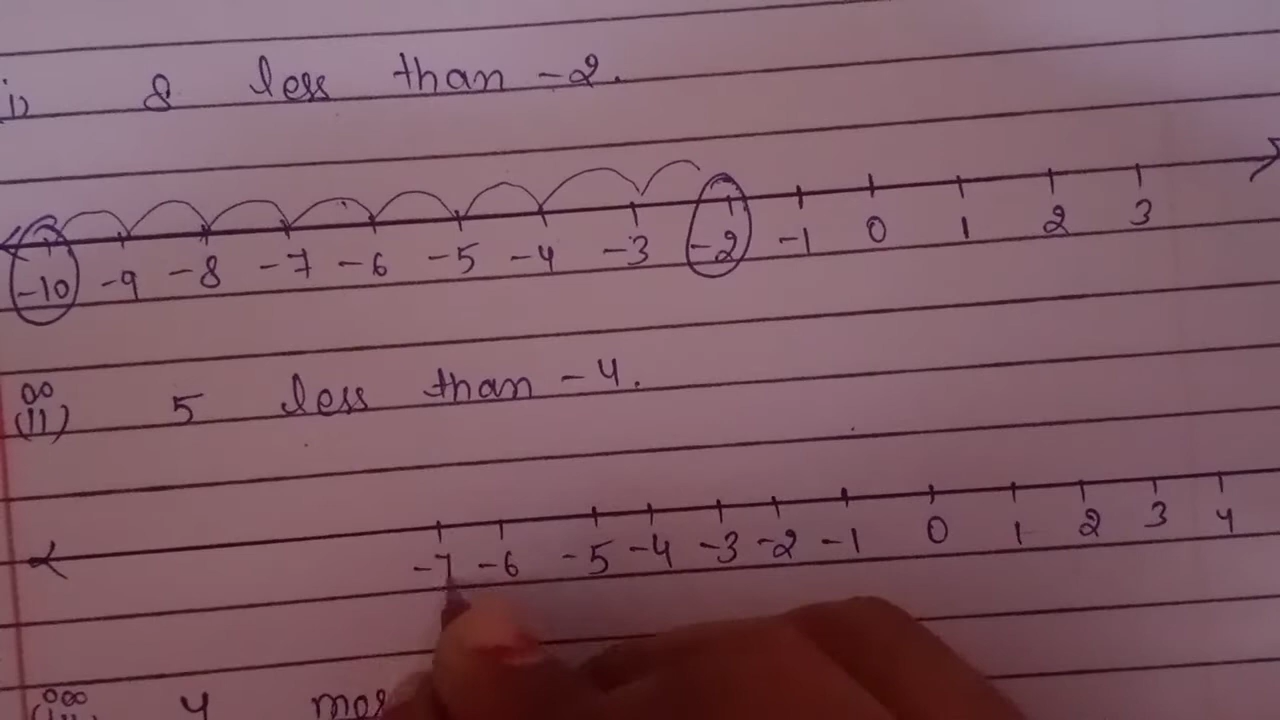 i) 8 less than -2.
-10 -9 -8 -7 -6 -5 -4 -3 -2 -1 0 1 2 3
(ii) 5 less than -4.
-7 -6 -5 -4 -3 -2 -1 0 1 2 3 4
4